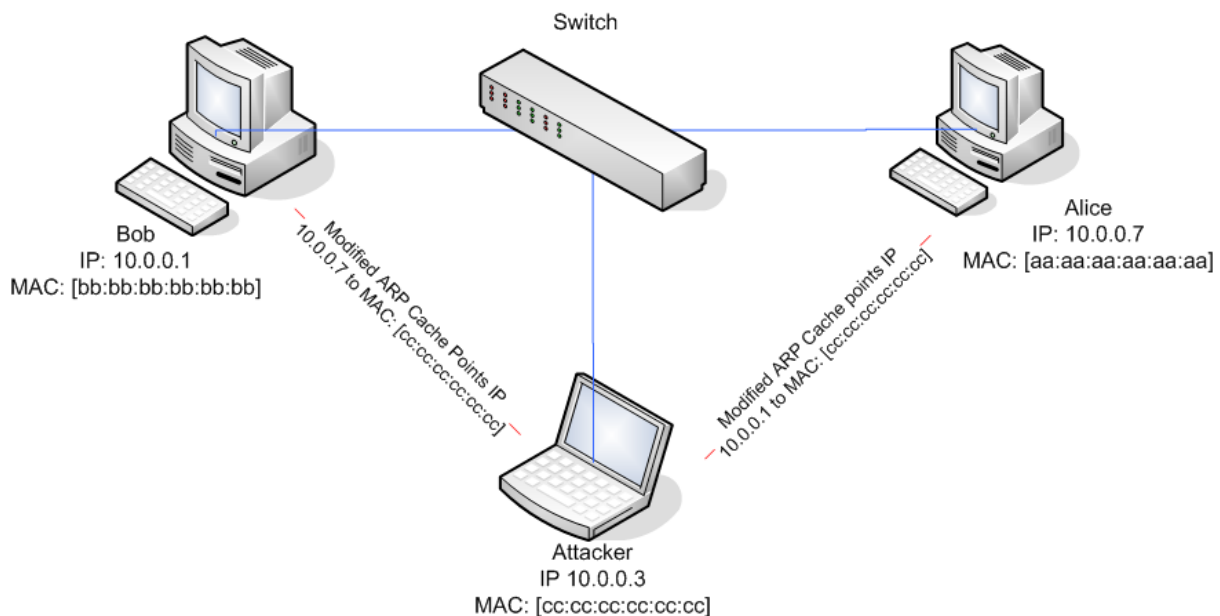 Switch
Bob
IP: 10.0.0.1
MAC: [bb:bb:bb:bb:bb:bb]
Alice
IP: 10.0.0.7
MAC: [aa:aa:aa:aa:aa:aa]
Modified ARP Cache Points IP
10.0.0.7 to MAC: [cc:cc:cc:cc:cc:cc]
Modified ARP Cache points IP
10.0.0.1 to MAC: [cc:cc:cc:cc:cc:cc]
Attacker
IP 10.0.0.3
MAC: [cc:cc:cc:cc:cc:cc]